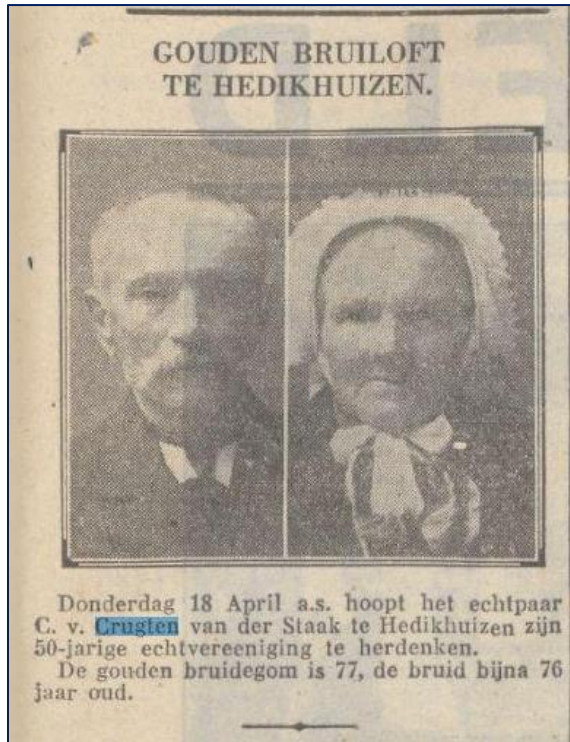 GOUDEN BRUILOFT
TE HEDIKHUIZEN.
Donderdag 18 April a.s. hoopt het echtpaar
C. v. Crugten van der Staak te Hedikhuizen zijn
50-jarige echtvereeniging te herdenken.
De gouden bruidegom is 77, de bruid bijna 76
jaar oud.